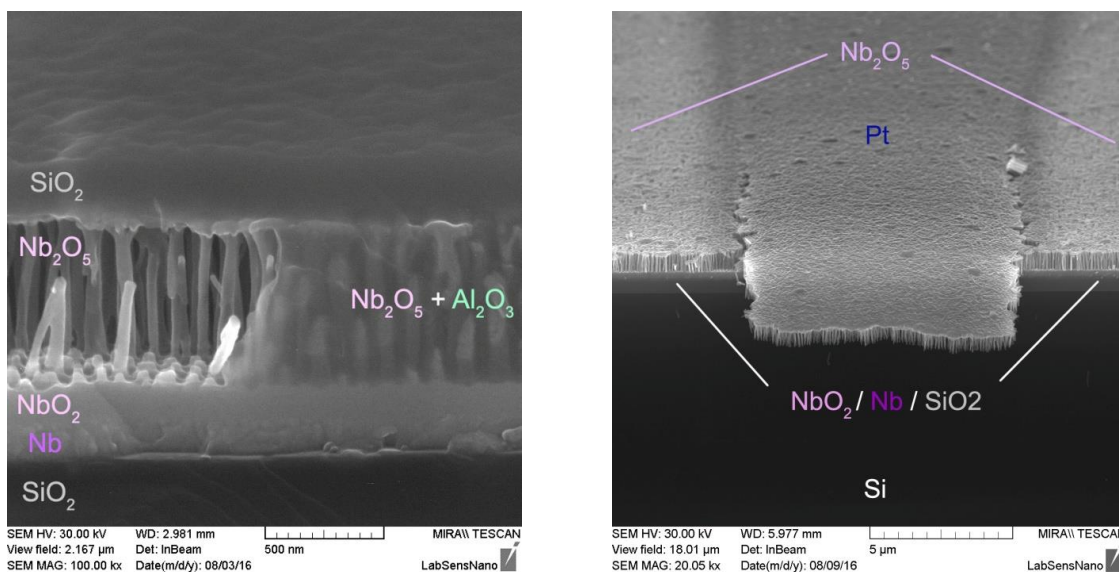 SiO₂
Nb₂O₅
Nb₂O₅ + Al₂O₃
NbO₂
Nb
SiO₂
SEM HV: 30.00 kV WD: 2.981 mm MIRA\\ TESCAN
View field: 2.167 µm Det: InBeam 500 nm
SEM MAG: 100.00 kx Date(m/d/y): 08/03/16 LabSensNano
Nb₂O₅
Pt
NbO₂ / Nb / SiO2
Si
SEM HV: 30.00 kV WD: 5.977 mm MIRA\\ TESCAN
View field: 18.01 µm Det: InBeam 5 µm
SEM MAG: 20.05 kx Date(m/d/y): 08/09/16 LabSensNano